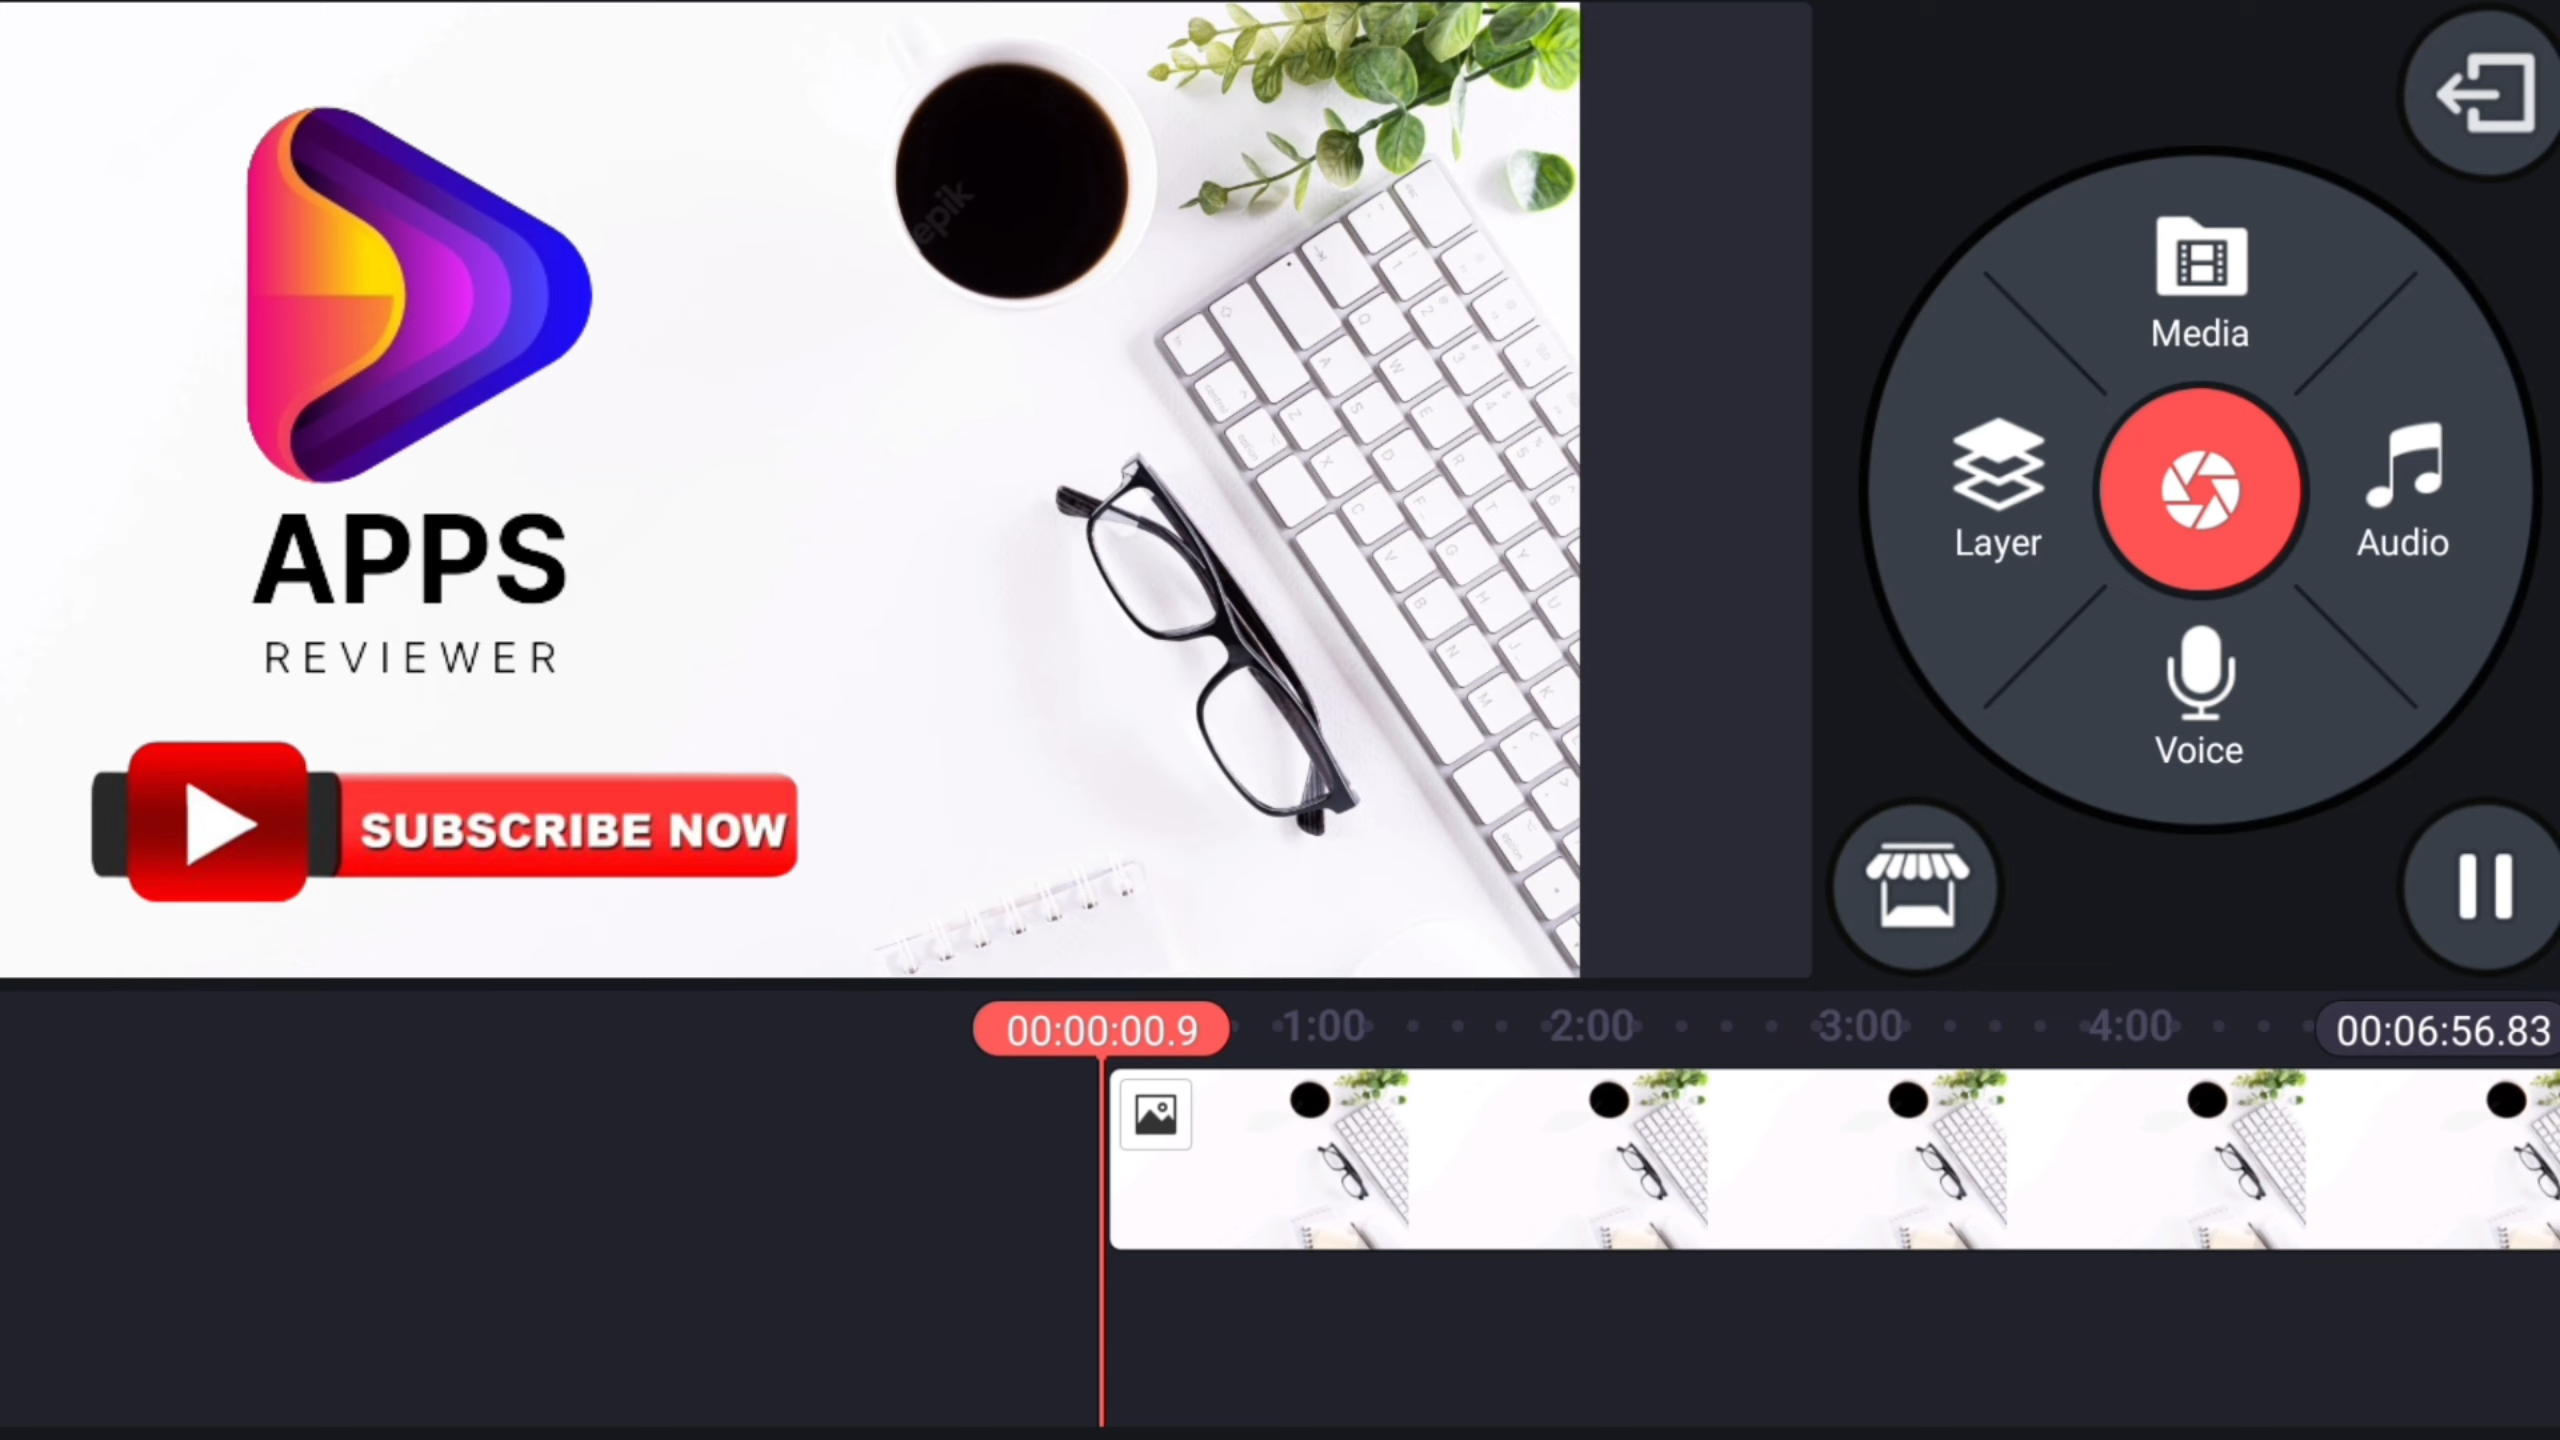 APPS
REVIEWER
SUBSCRIBE NOW
epik
Media
Layer
Audio
Voice
00:00:00.9
1:00
2:00
3:00
4:00
00:06:56.83